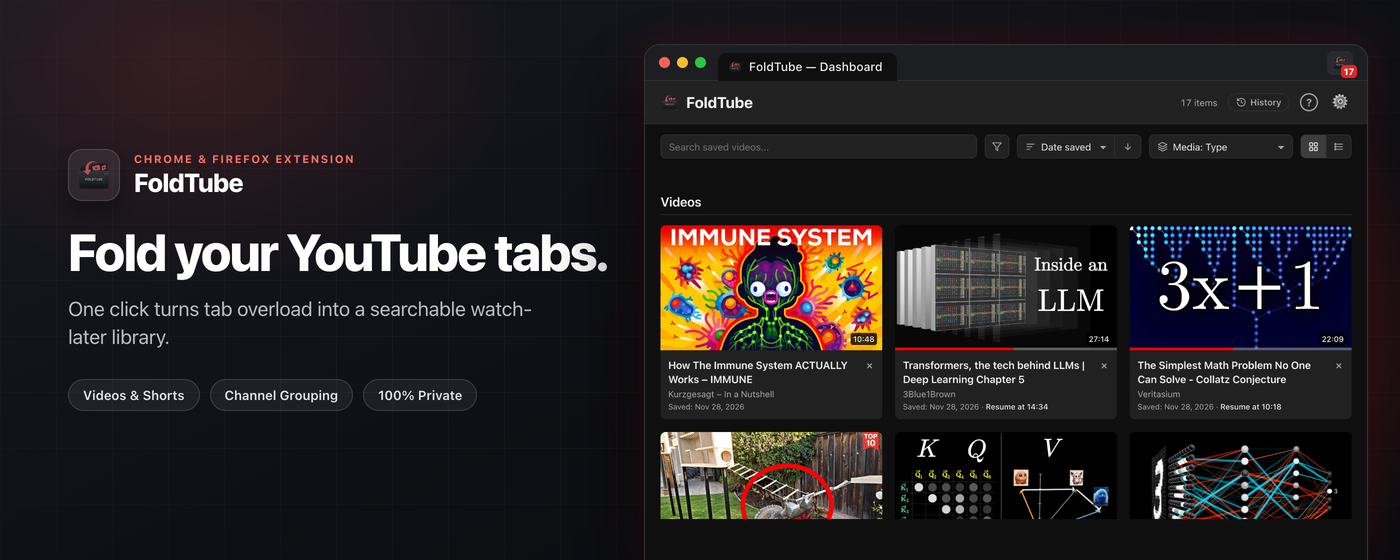 CHROME & FIREFOX EXTENSION
FoldTube
Fold your YouTube tabs.
One click turns tab overload into a searchable watch-
later library.
Videos & Shorts
Channel Grouping
100% Private
FoldTube — Dashboard
17
FoldTube
17 items
History
?
Search saved videos...
Date saved
Media: Type
Videos
IMMUNE SYSTEM
10:48
How The Immune System ACTUALLY
Works – IMMUNE
Kurzgesagt – In a Nutshell
Saved: Nov 28, 2026
Inside an
LLM
27:14
Transformers, the tech behind LLMs |
Deep Learning Chapter 5
3Blue1Brown
Saved: Nov 28, 2026 · Resume at 14:34
3x+1
22:09
The Simplest Math Problem No One
Can Solve - Collatz Conjecture
Veritasium
Saved: Nov 28, 2026 · Resume at 10:18
TOP
10
K Q V
3